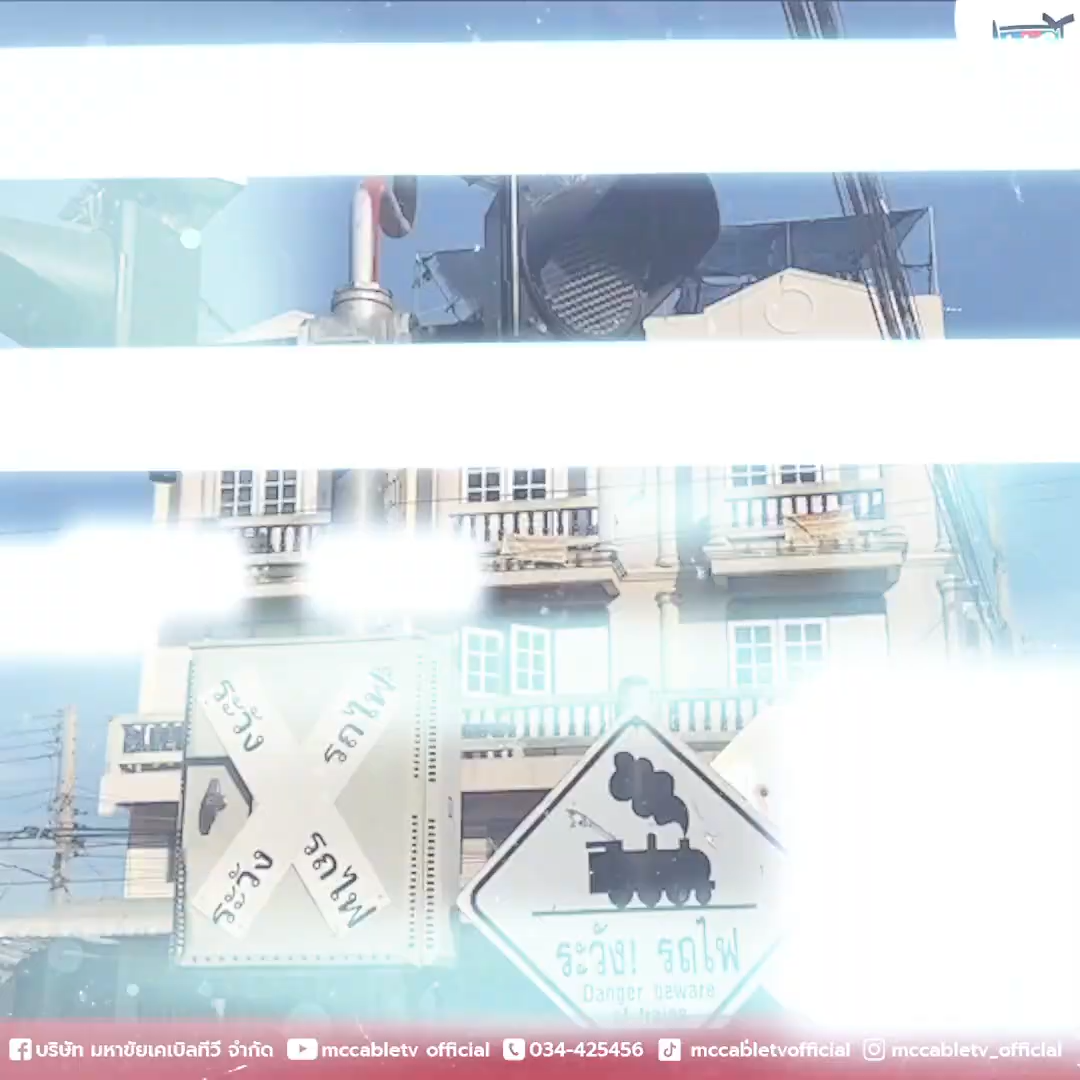 ระวัง
รถไฟ
ระวัง
รถไฟ
ระวัง! รถไฟ
Danger beware
of trains
บริษัท มหาชัยเคเบิลทีวี จำกัด mccabletv official 034-425456 mccabletvofficial mccabletv_official